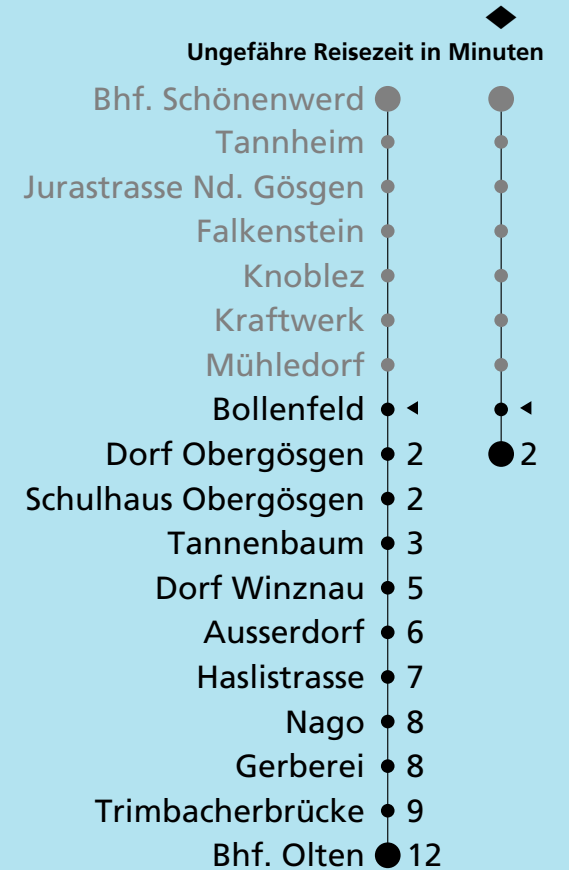 Ungefähre Reisezeit in Minuten
Bhf. Schönenwerd
Tannheim
Jurastrasse Nd. Gösgen
Falkenstein
Knoblez
Kraftwerk
Mühledorf
Bollenfeld
Dorf Obergösgen 2 2
Schulhaus Obergösgen 2
Tannenbaum 3
Dorf Winznau 5
Ausserdorf 6
Haslistrasse 7
Nago 8
Gerberei 8
Trimbacherbrücke 9
Bhf. Olten 12